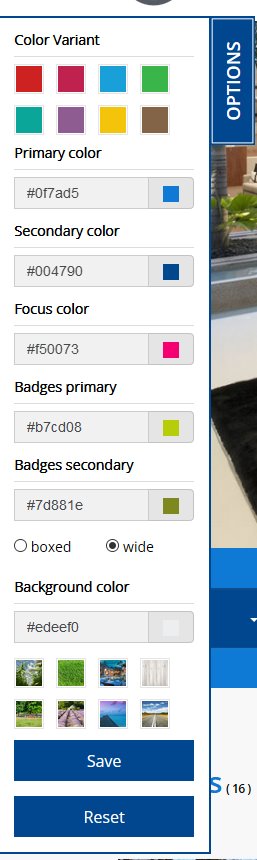 Color Variant
OPTIONS
Primary color
#0f7ad5
Secondary color
#004790
Focus color
#f50073
Badges primary
#b7cd08
Badges secondary
#7d881e
boxed wide
Background color
#edeef0
Save
S (16)
Reset